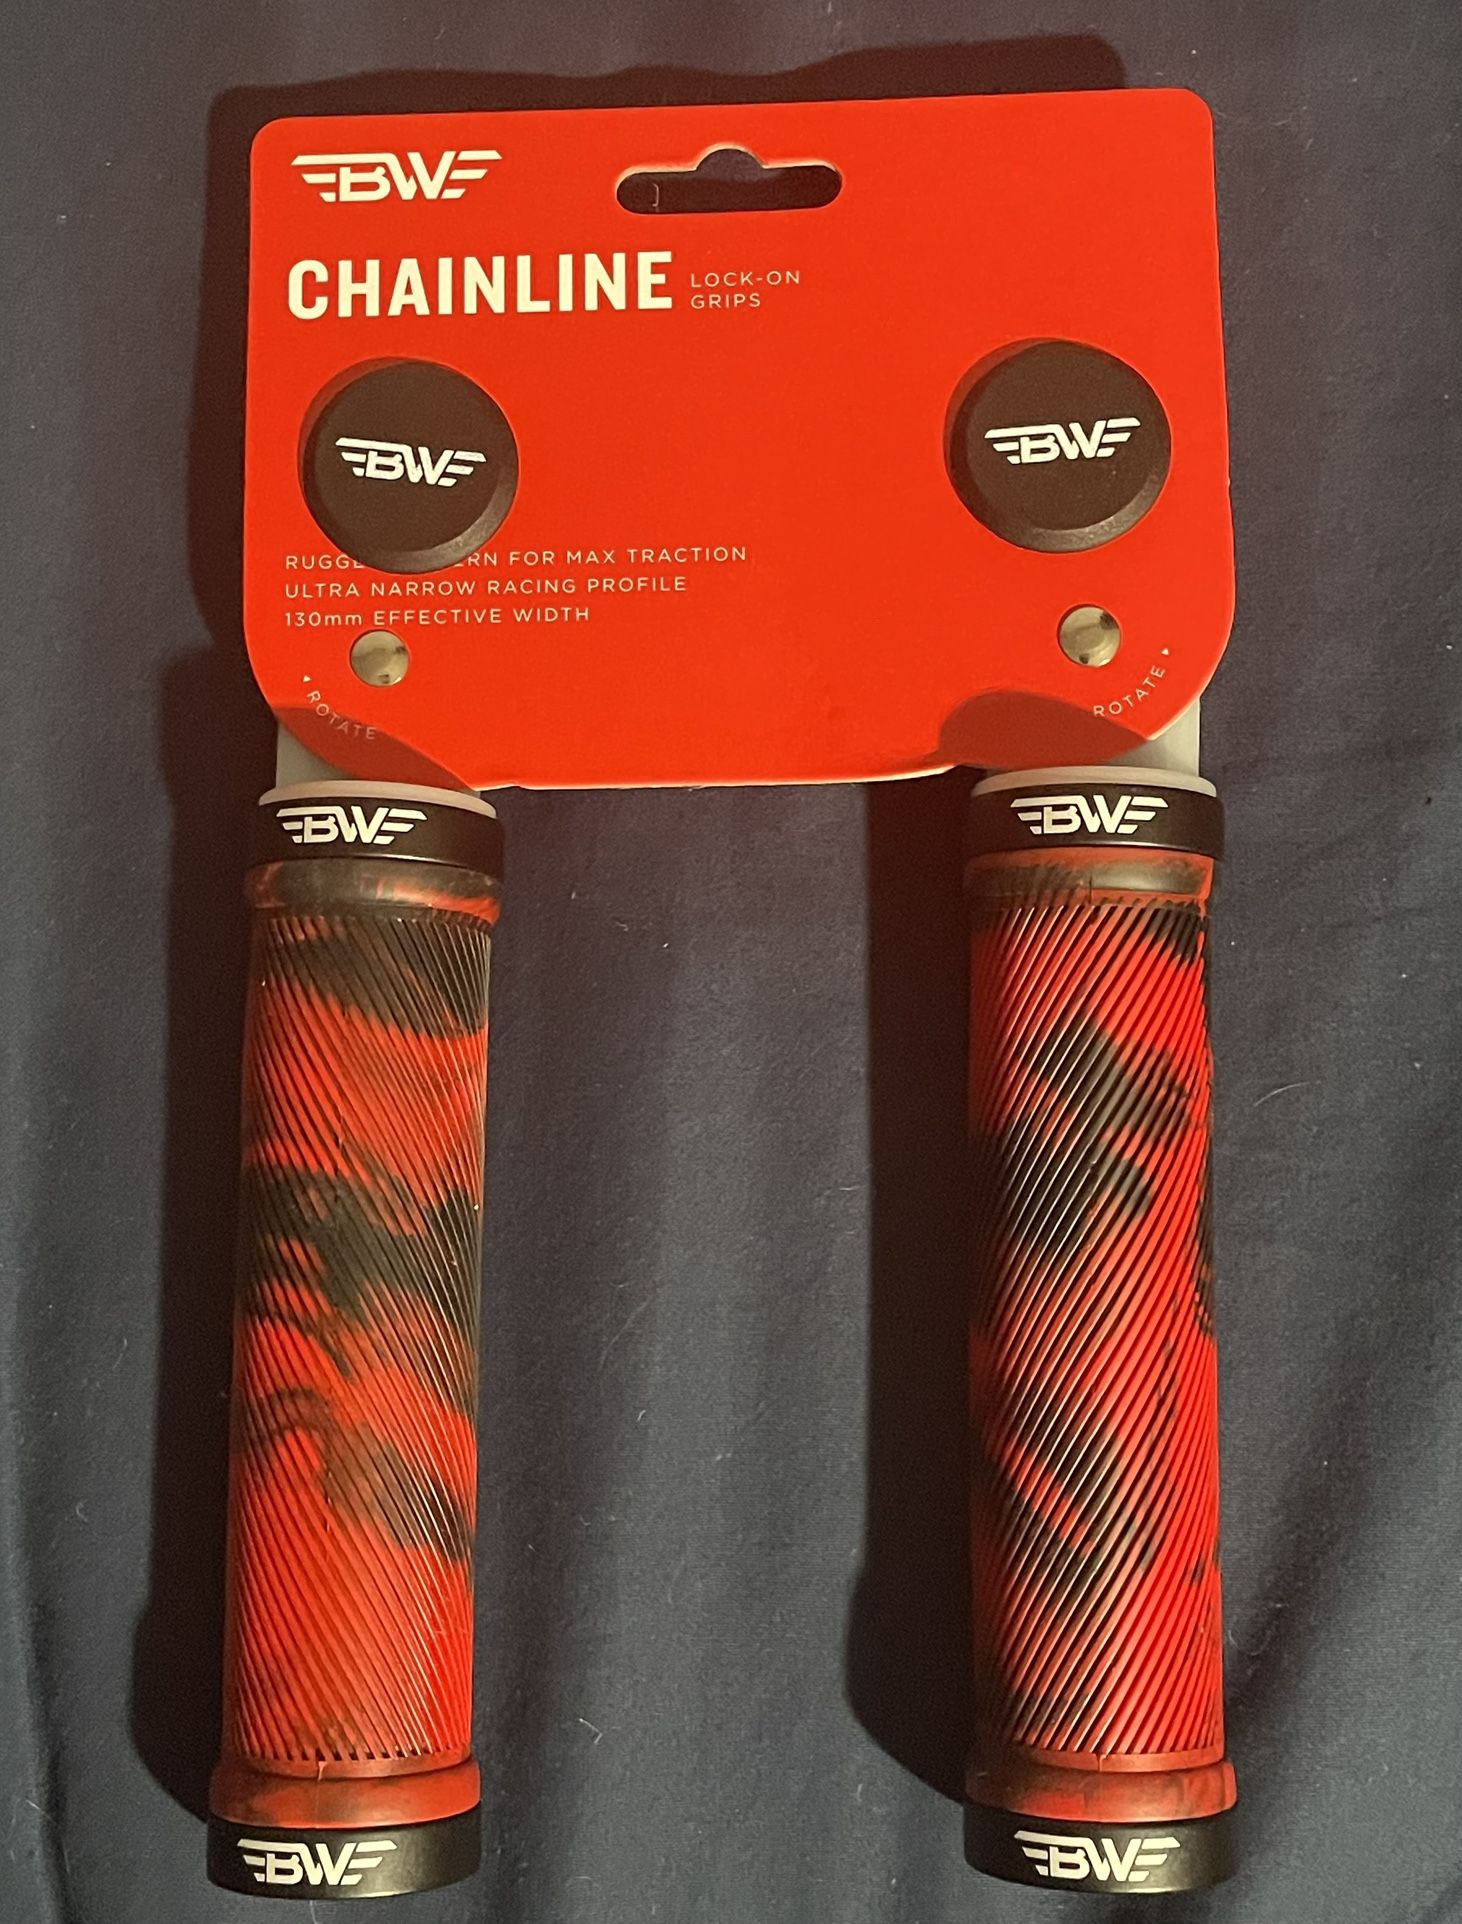 BW
CHAINLINE LOCK-ON
GRIPS
BW BW
FOR MAX TRACTION
ULTRA NARROW RACING PROFILE
130mm EFFECTIVE WIDTH
ROTATE ROTATE
BW BW
BW BW